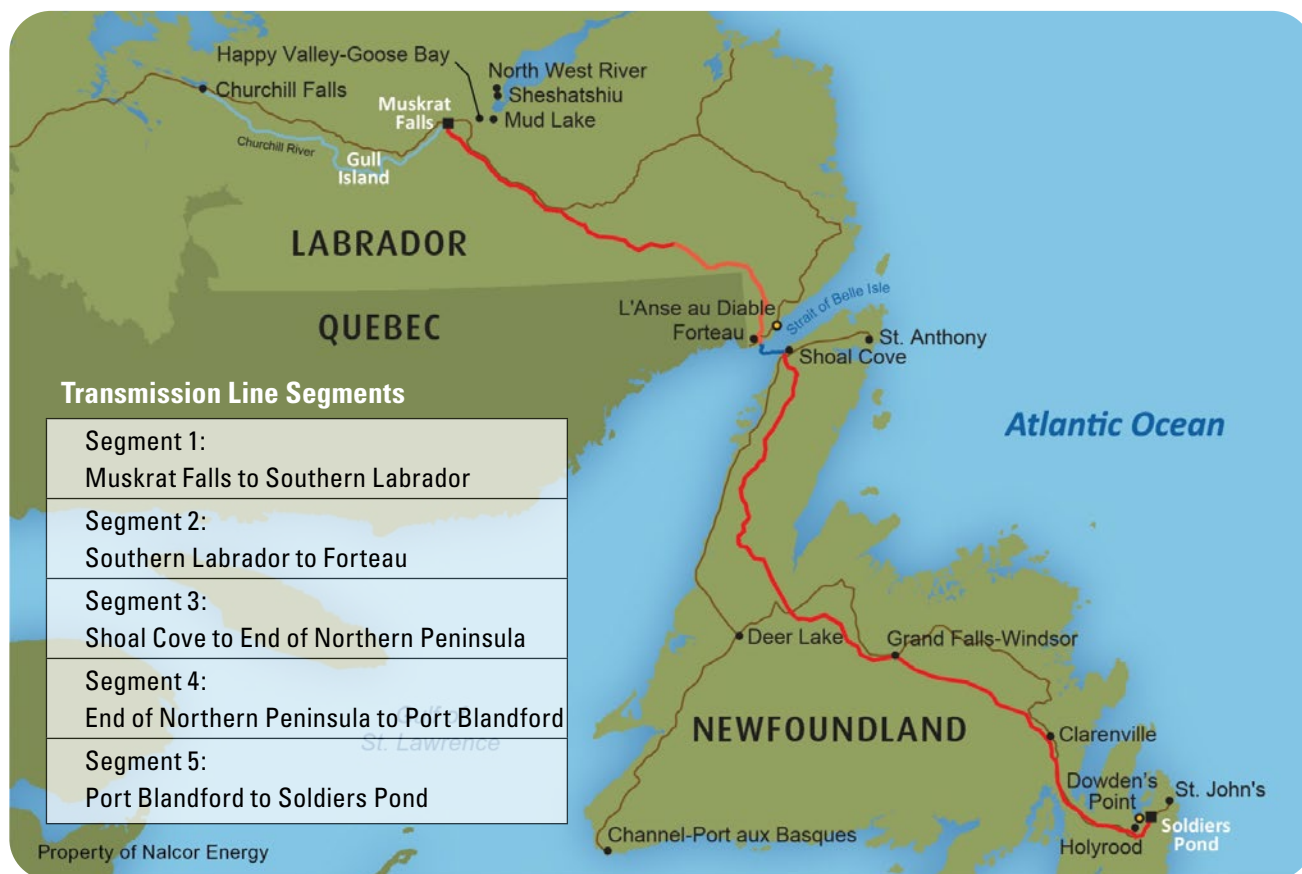 Happy Valley-Goose Bay
North West River
Sheshatshiu
Churchill Falls
Muskrat
Falls
Mud Lake
Churchill River
Gull
Island
LABRADOR
QUEBEC
L'Anse au Diable
Forteau
Strait of Belle Isle
St. Anthony
Shoal Cove
Atlantic Ocean
Transmission Line Segments
Segment 1:
Muskrat Falls to Southern Labrador
Segment 2:
Southern Labrador to Forteau
Segment 3:
Shoal Cove to End of Northern Peninsula
Segment 4:
End of Northern Peninsula to Port Blandford
Segment 5:
Port Blandford to Soldiers Pond
Gulf of
St. Lawrence
Deer Lake
Grand Falls-Windsor
NEWFOUNDLAND
Clarenville
Dowden's
Point
St. John's
Soldiers
Pond
Holyrood
Channel-Port aux Basques
Property of Nalcor Energy